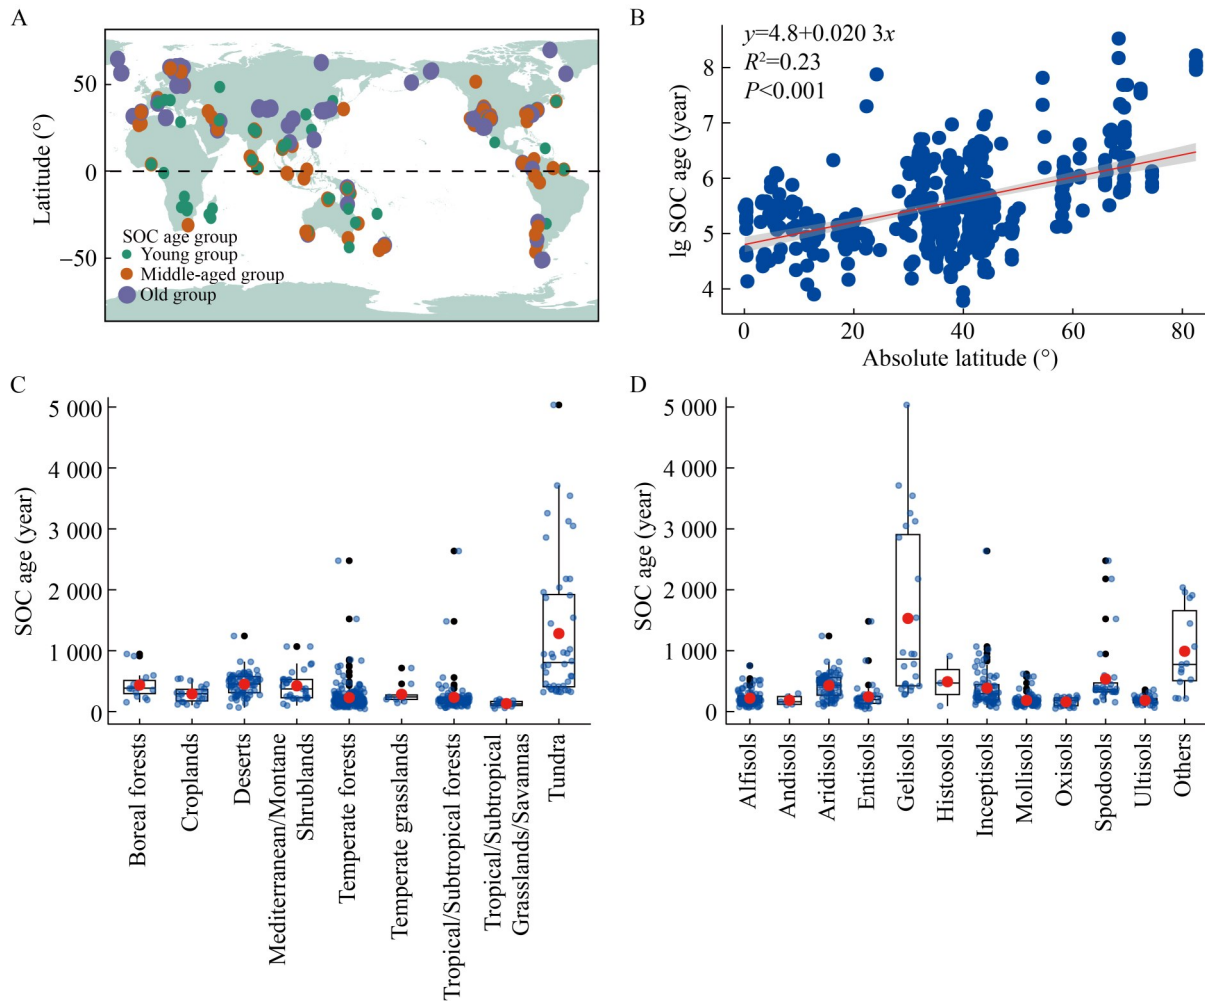 A
Latitude (°)
50
0
−50
SOC age group
Young group
Middle-aged group
Old group
B
lg SOC age (year)
8
7
6
5
4
y=4.8+0.020 3x
R²=0.23
P<0.001
0 20 40 60 80
Absolute latitude (°)
C
SOC age (year)
5 000
4 000
3 000
2 000
1 000
0
Boreal forests
Croplands
Deserts
Mediterranean/Montane
Shrublands
Temperate forests
Temperate grasslands
Tropical/Subtropical forests
Tropical/Subtropical
Grasslands/Savannas
Tundra
D
SOC age (year)
5 000
4 000
3 000
2 000
1 000
0
Alfisols
Andisols
Aridisols
Entisols
Gelisols
Histosols
Inceptisols
Mollisols
Oxisols
Spodosols
Ultisols
Others